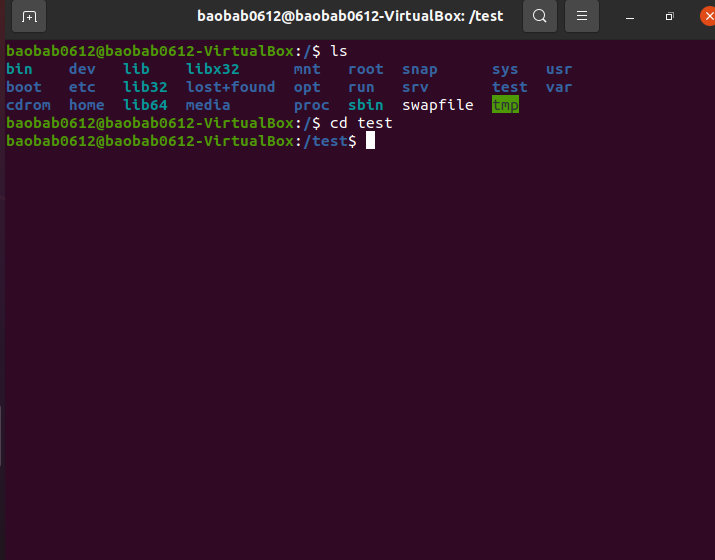 baobab0612@baobab0612-VirtualBox: /test
baobab0612@baobab0612-VirtualBox:/$ ls
bin    dev   lib    libx32      mnt   root  snap      sys   usr
boot   etc   lib32  lost+found  opt   run   srv       test  var
cdrom  home  lib64  media       proc  sbin  swapfile  tmp
baobab0612@baobab0612-VirtualBox:/$ cd test
baobab0612@baobab0612-VirtualBox:/test$